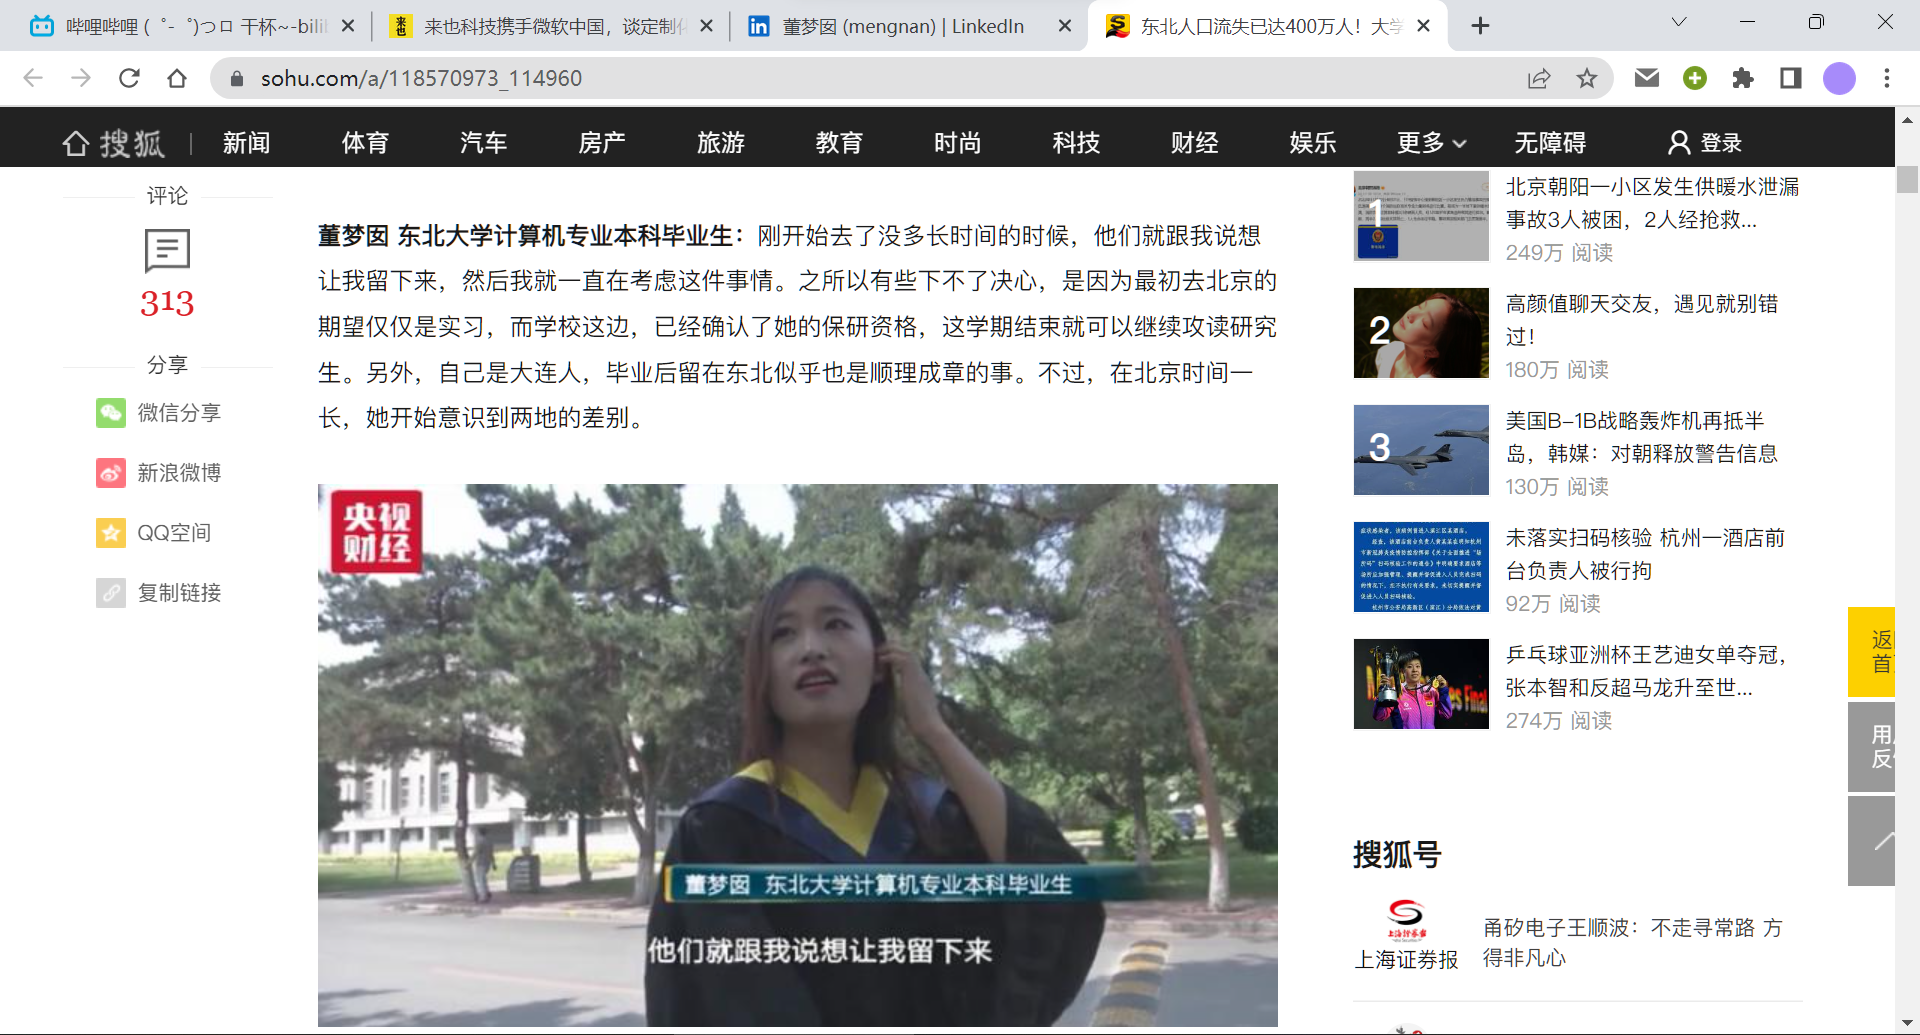 哔哩哔哩 (゜-゜)つロ 干杯~-bili
来也科技携手微软中国，谈定制化
董梦囡 (mengnan) | LinkedIn
东北人口流失已达400万人！大学
sohu.com/a/118570973_114960
搜狐
新闻
体育
汽车
房产
旅游
教育
时尚
科技
财经
娱乐
更多
无障碍
登录
评论
313
分享
微信分享
新浪微博
QQ空间
复制链接
董梦囡 东北大学计算机专业本科毕业生：刚开始去了没多长时间的时候，他们就跟我说想
让我留下来，然后我就一直在考虑这件事情。之所以有些下不了决心，是因为最初去北京的
期望仅仅是实习，而学校这边，已经确认了她的保研资格，这学期结束就可以继续攻读研究
生。另外，自己是大连人，毕业后留在东北似乎也是顺理成章的事。不过，在北京时间一
长，她开始意识到两地的差别。
央视
财经
董梦囡 东北大学计算机专业本科毕业生
他们就跟我说想让我留下来
1
北京朝阳一小区发生供暖水泄漏
事故3人被困，2人经抢救...
249万 阅读
2
高颜值聊天交友，遇见就别错
过！
180万 阅读
3
美国B-1B战略轰炸机再抵半
岛，韩媒：对朝释放警告信息
130万 阅读
未落实扫码核验 杭州一酒店前
台负责人被行拘
92万 阅读
乒乓球亚洲杯王艺迪女单夺冠，
张本智和反超马龙升至世...
274万 阅读
搜狐号
上海证券报
上海证券报
甬矽电子王顺波：不走寻常路 方
得非凡心
返回
首
用
反